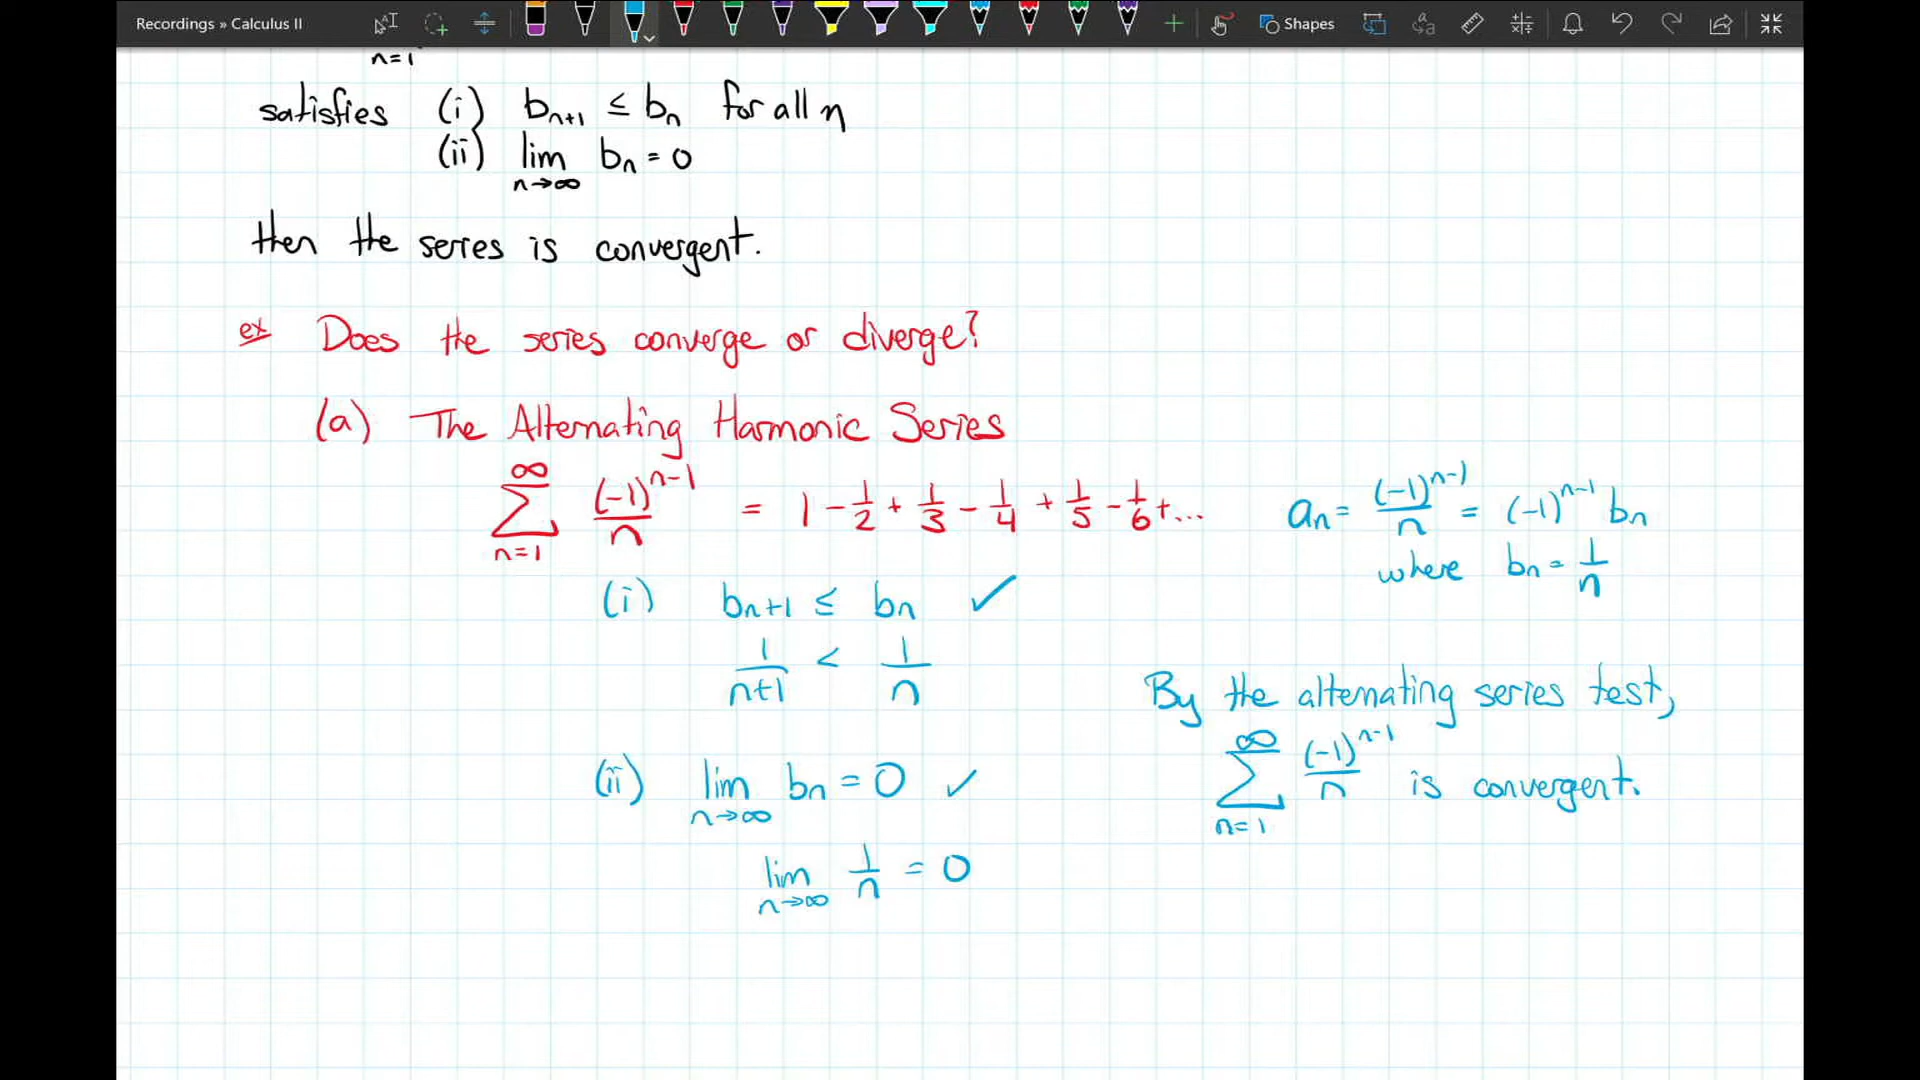 Recordings » Calculus II
Shapes
n=1
satisfies (i) bₙ₊₁ ≤ bₙ for all n
(ii) lim bₙ = 0
n→∞
then the series is convergent.
ex Does the series converge or diverge?
(a) The Alternating Harmonic Series
∞
∑ (-1)ⁿ⁻¹/n = 1 - 1/2 + 1/3 - 1/4 + 1/5 - 1/6 + ...
n=1
aₙ = (-1)ⁿ⁻¹/n = (-1)ⁿ⁻¹ bₙ
where bₙ = 1/n
(i) bₙ₊₁ ≤ bₙ ✓
1/(n+1) < 1/n
(ii) lim bₙ = 0 ✓
n→∞
lim 1/n = 0
n→∞
By the alternating series test,
∞
∑ (-1)ⁿ⁻¹/n is convergent.
n=1